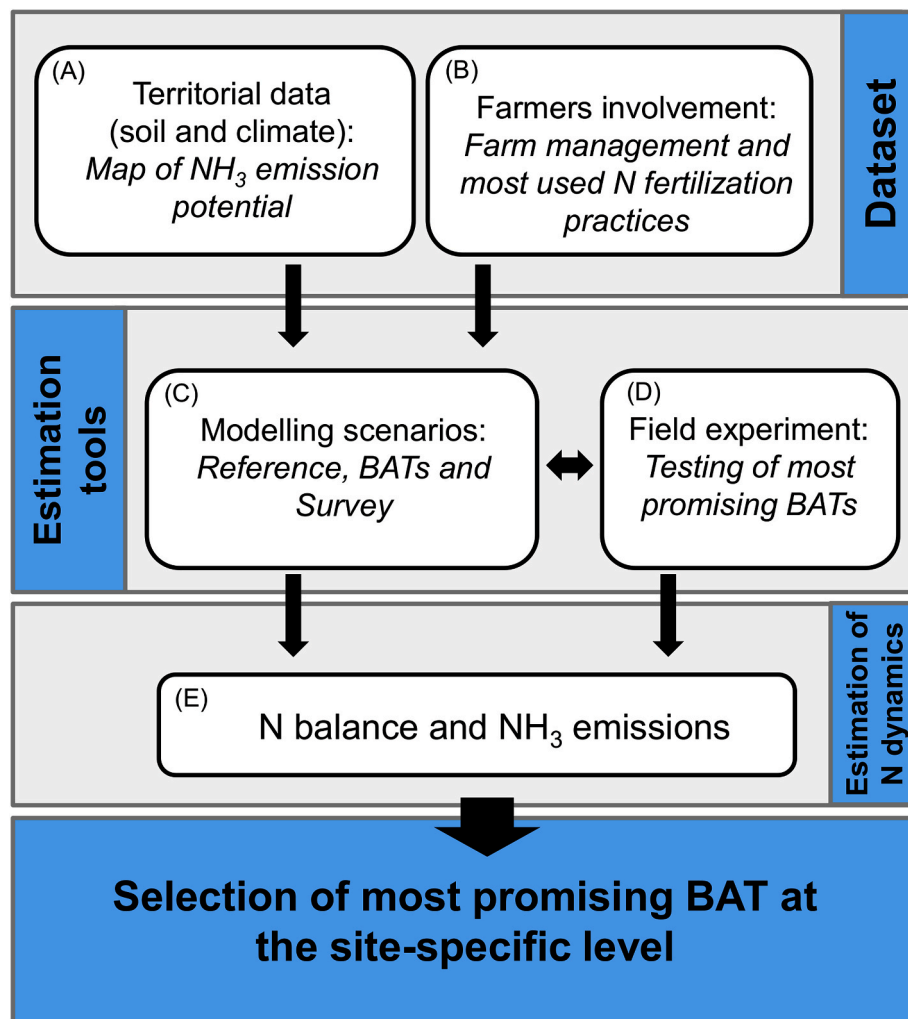 (A)
Territorial data
(soil and climate):
Map of NH₃ emission
potential
(B)
Farmers involvement:
Farm management and
most used N fertilization
practices
Dataset
Estimation
tools
(C)
Modelling scenarios:
Reference, BATs and
Survey
(D)
Field experiment:
Testing of most
promising BATs
(E)
N balance and NH₃ emissions
Estimation of
N dynamics
Selection of most promising BAT at
the site-specific level